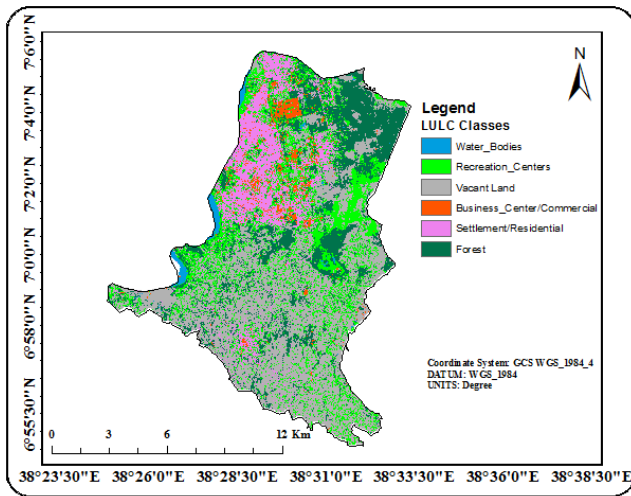 7°6'0"N
7°4'0"N
7°2'0"N
7°0'0"N
6°58'0"N
6°55'30"N
N
Legend
LULC Classes
Water_Bodies
Recreation_Centers
Vacant Land
Business_Center/Commercial
Settlement/Residential
Forest
Coordinate System: GCS WGS_1984_4
DATUM: WGS_1984
UNITS: Degree
0 3 6 12 Km
38°23'30"E 38°26'0"E 38°28'30"E 38°31'0"E 38°33'30"E 38°36'0"E 38°38'30"E